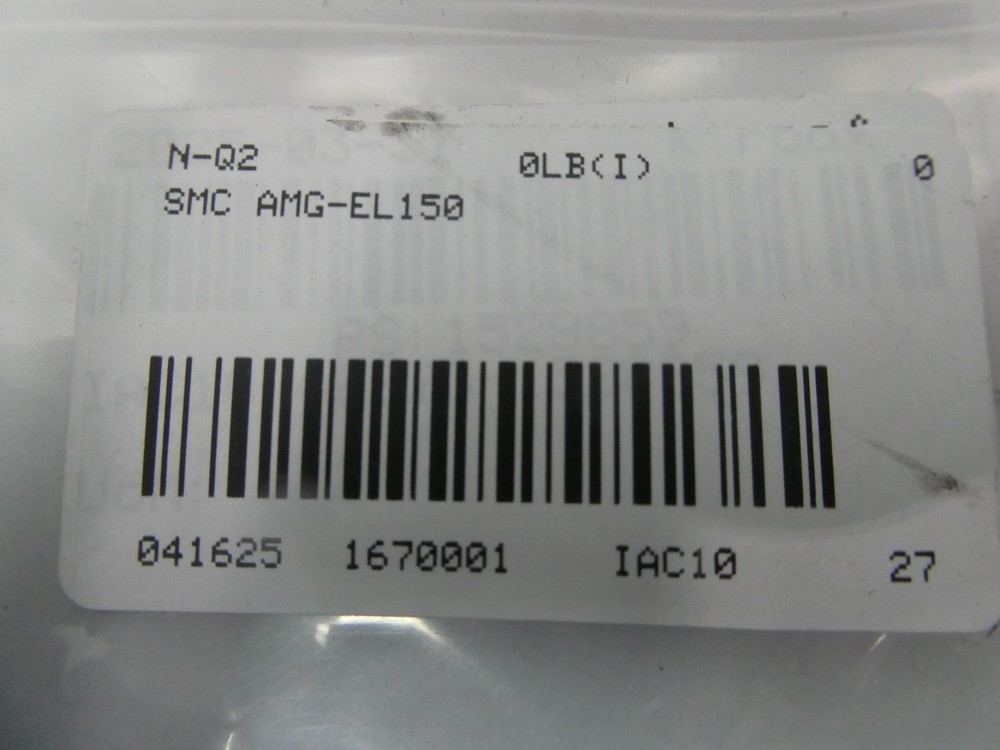 N-Q2 0LB(I) 0
SMC AMG-EL150
041625 1670001 IAC10 27